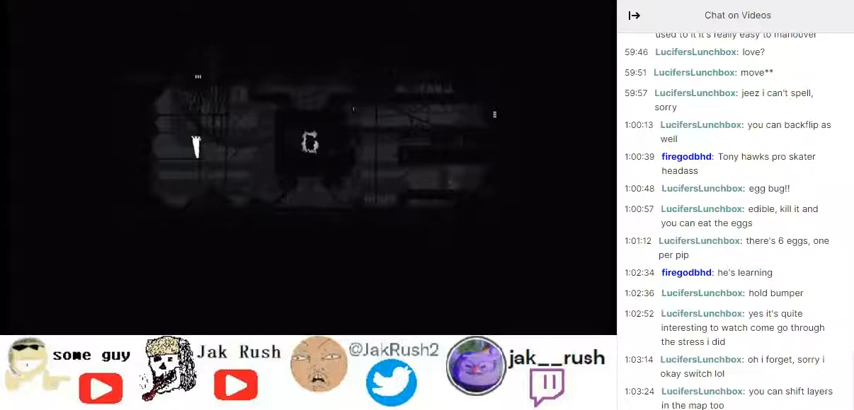 Chat on Videos
used to it it's really easy to manouver
59:46 LucifersLunchbox: love?
59:51 LucifersLunchbox: move**
59:57 LucifersLunchbox: jeez i can't spell,
sorry
1:00:13 LucifersLunchbox: you can backflip as
well
1:00:39 firegodbhd: Tony hawks pro skater
headass
1:00:48 LucifersLunchbox: egg bug!!
1:00:57 LucifersLunchbox: edible, kill it and
you can eat the eggs
1:01:12 LucifersLunchbox: there's 6 eggs, one
per pip
1:02:34 firegodbhd: he's learning
1:02:36 LucifersLunchbox: hold bumper
1:02:52 LucifersLunchbox: yes it's quite
interesting to watch come go through
the stress i did
1:03:14 LucifersLunchbox: oh i forget, sorry i
okay switch lol
1:03:24 LucifersLunchbox: you can shift layers
in the map too
some guy
Jak Rush
@JakRush2
jak__rush